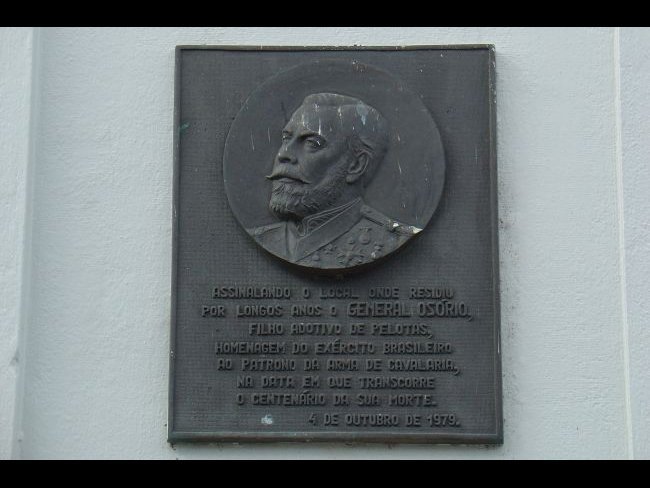 ASSINALANDO O LOCAL ONDE RESIDIU
POR LONGOS ANOS O GENERAL OSÓRIO,
FILHO ADOTIVO DE PELOTAS,
HOMENAGEM DO EXÉRCITO BRASILEIRO
AO PATRONO DA ARMA DE CAVALARIA,
NA DATA EM QUE TRANSCORRE
O CENTENÁRIO DA SUA MORTE.
4 DE OUTUBRO DE 1979.